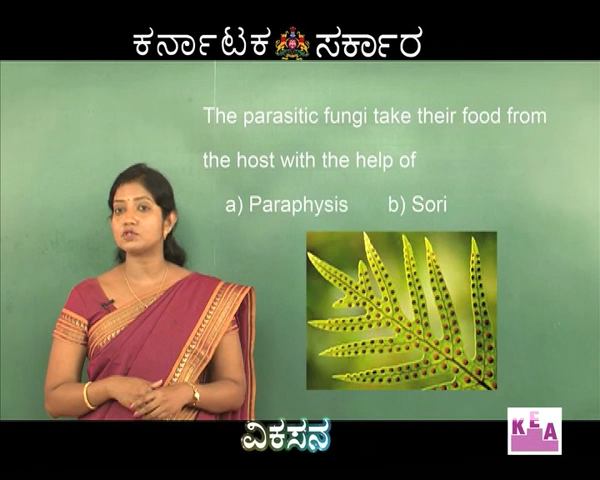 ಕರ್ನಾಟಕ ಸರ್ಕಾರ
The parasitic fungi take their food from
the host with the help of
a) Paraphysis b) Sori
ವಿಕಸನ
KEA